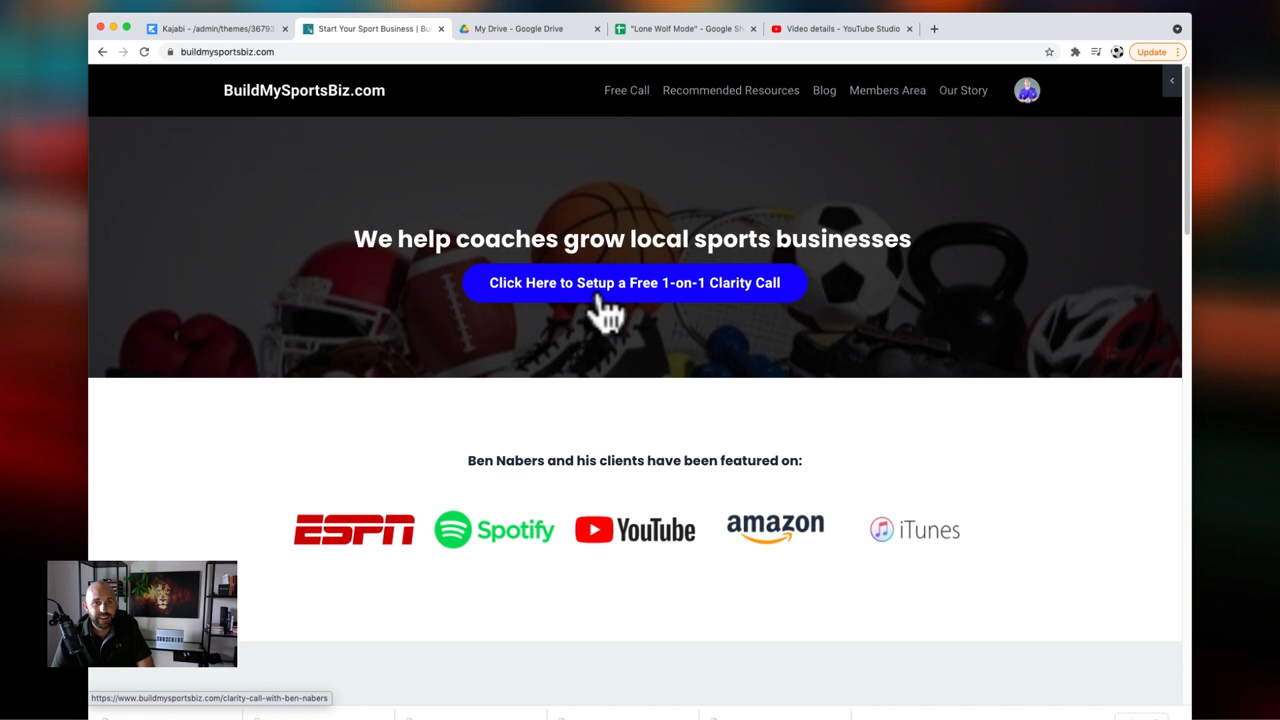 Kajabi - /admin/themes/36793
Start Your Sport Business | Bu
My Drive - Google Drive
"Lone Wolf Mode" - Google Sh
Video details - YouTube Studio
buildmysportsbiz.com
Update
BuildMySportsBiz.com
Free Call
Recommended Resources
Blog
Members Area
Our Story
We help coaches grow local sports businesses
Click Here to Setup a Free 1-on-1 Clarity Call
Ben Nabers and his clients have been featured on:
ESPN
Spotify
YouTube
amazon
iTunes
SUBSCRIBE
https://www.buildmysportsbiz.com/clarity-call-with-ben-nabers